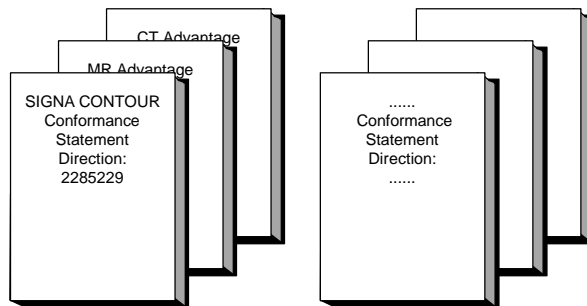 CT Advantage
MR Advantage
SIGNA CONTOUR
Conformance
Statement
Direction:
2285229
......
Conformance
Statement
Direction:
......